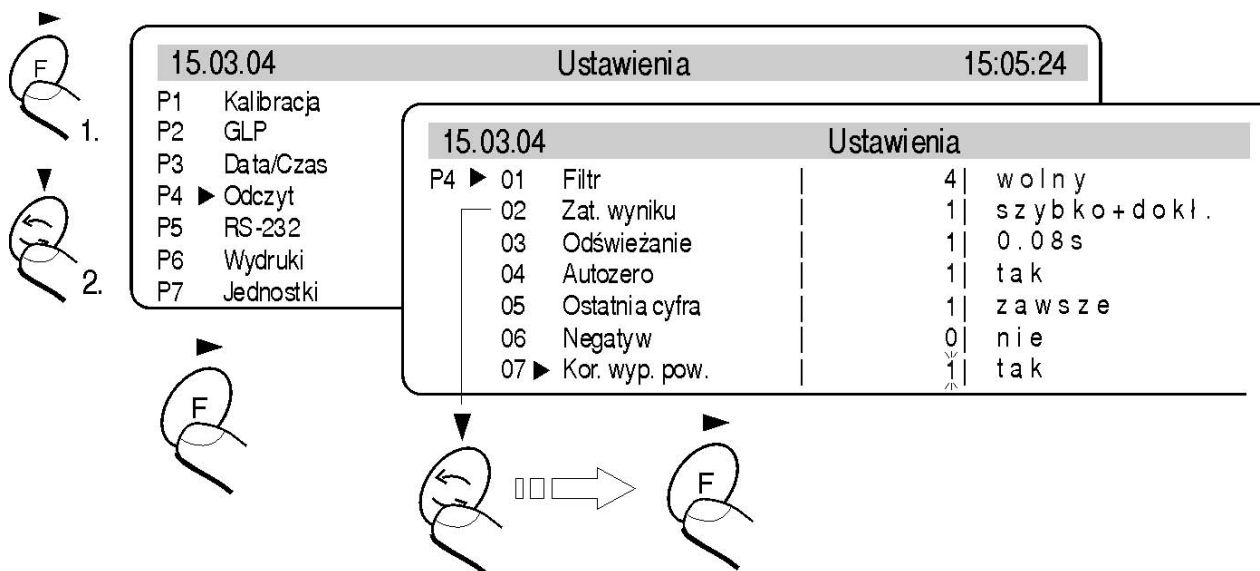 15.03.04 Ustawienia 15:05:24
P1 Kalibracja
P2 GLP
P3 Data/Czas
P4 ▶ Odczyt
P5 RS-232
P6 Wydruki
P7 Jednostki
F
1.
2.
15.03.04 Ustawienia
P4 ▶ 01 Filtr | 4 | wolny
02 Zat. wyniku | 1 | szybko+dokł.
03 Odświeżanie | 1 | 0.08s
04 Autozero | 1 | tak
05 Ostatnia cyfra | 1 | zawsze
06 Negatyw | 0 | nie
07 ▶ Kor. wyp. pow. | 1 | tak
F
F